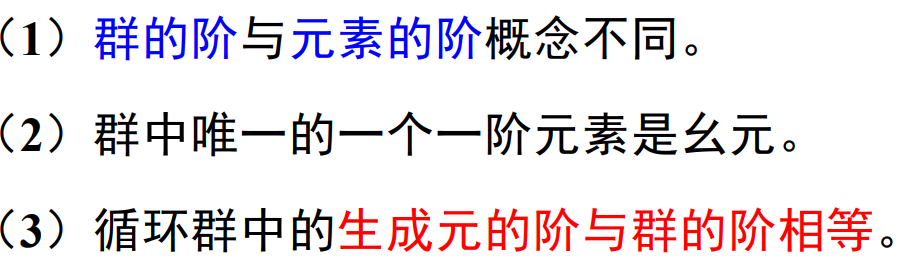 （1）群的阶与元素的阶概念不同。
（2）群中唯一的一个一阶元素是幺元。
（3）循环群中的生成元的阶与群的阶相等。